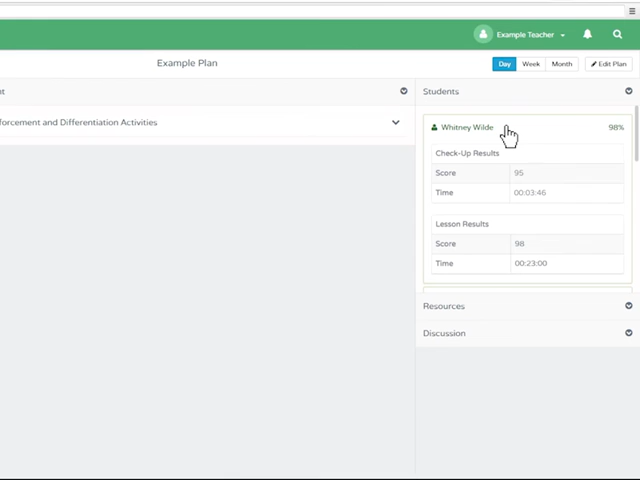 Example Teacher
Example Plan
Day Week Month Edit Plan
Students
forcement and Differentiation Activities
Whitney Wilde 98%
Check-Up Results
Score 95
Time 00:03:46
Lesson Results
Score 98
Time 00:23:00
Resources
Discussion